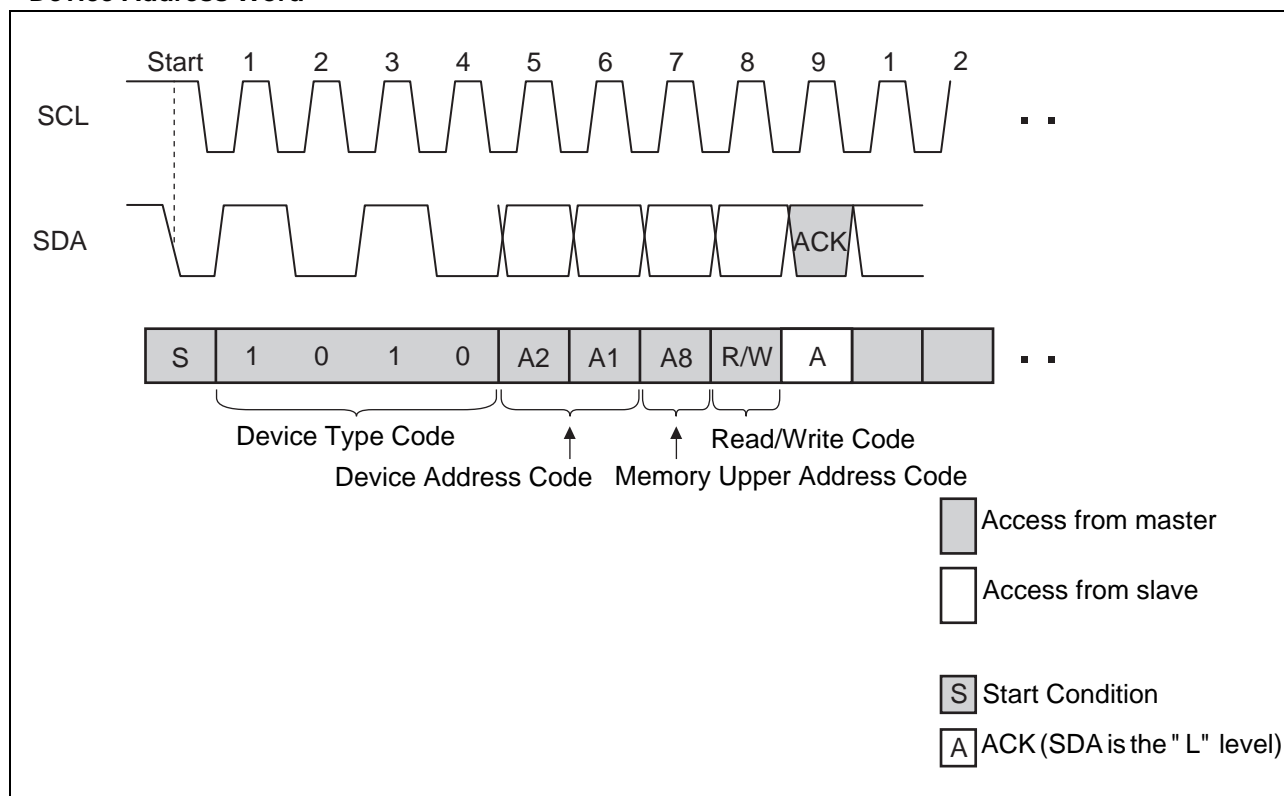 Device Address Word
Start 1 2 3 4 5 6 7 8 9 1 2
SCL
SDA
ACK
S 1 0 1 0 A2 A1 A8 R/W A
Device Type Code
Read/Write Code
Device Address Code
Memory Upper Address Code
Access from master
Access from slave
S Start Condition
A ACK (SDA is the "L" level)